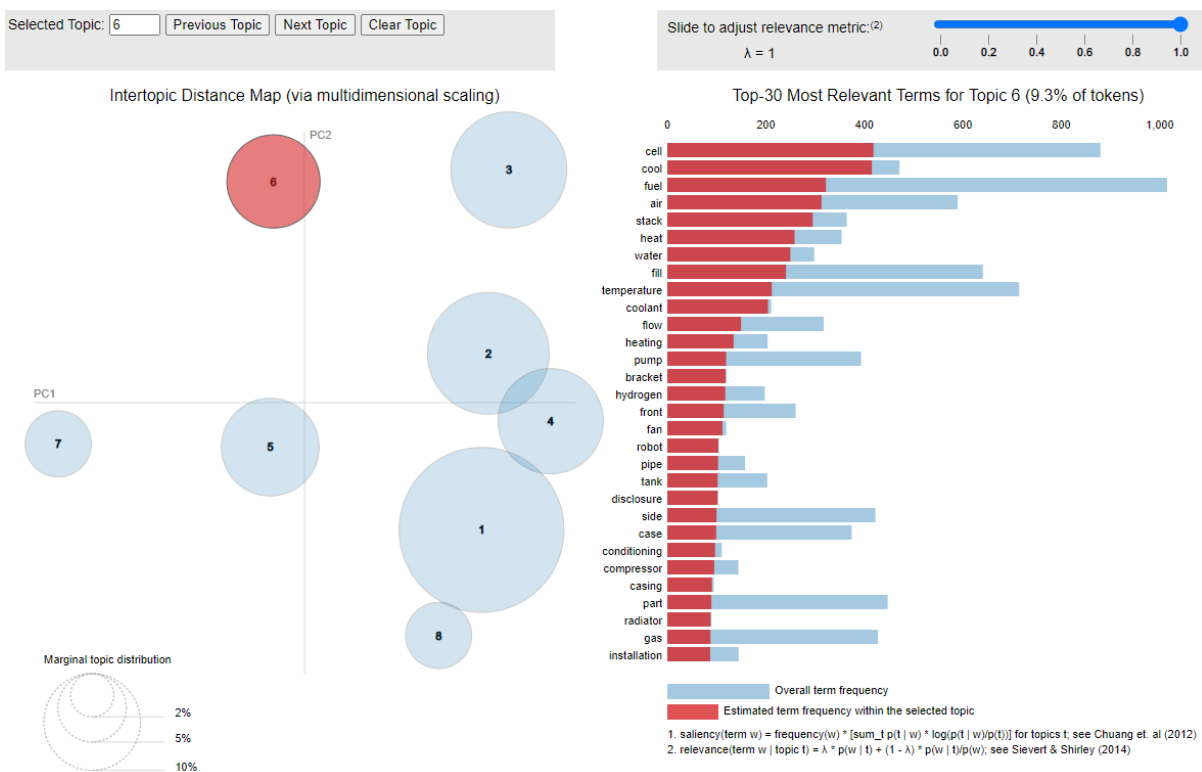 Selected Topic: 6 Previous Topic Next Topic Clear Topic
Slide to adjust relevance metric:(2)
λ = 1
0.0 0.2 0.4 0.6 0.8 1.0
Intertopic Distance Map (via multidimensional scaling)
PC2
PC1
6
3
2
4
7
5
1
8
Marginal topic distribution
2%
5%
10%
Top-30 Most Relevant Terms for Topic 6 (9.3% of tokens)
0 200 400 600 800 1,000
cell
cool
fuel
air
stack
heat
water
fill
temperature
coolant
flow
heating
pump
bracket
hydrogen
front
fan
robot
pipe
tank
disclosure
side
case
conditioning
compressor
casing
part
radiator
gas
installation
Overall term frequency
Estimated term frequency within the selected topic
1. saliency(term w) = frequency(w) * [sum_t p(t | w) * log(p(t | w)/p(t))] for topics t; see Chuang et. al (2012)
2. relevance(term w | topic t) = λ * p(w | t) + (1 - λ) * p(w | t)/p(w); see Sievert & Shirley (2014)